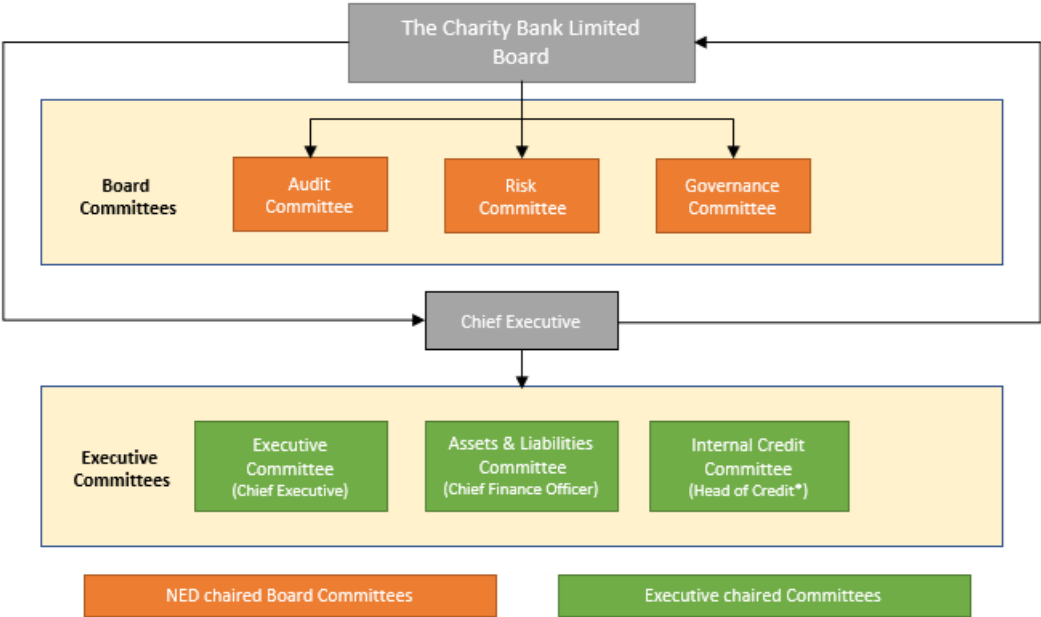 The Charity Bank Limited
Board
Board
Committees
Audit
Committee
Risk
Committee
Governance
Committee
Chief Executive
Executive
Committees
Executive
Committee
(Chief Executive)
Assets & Liabilities
Committee
(Chief Finance Officer)
Internal Credit
Committee
(Head of Credit*)
NED chaired Board Committees
Executive chaired Committees